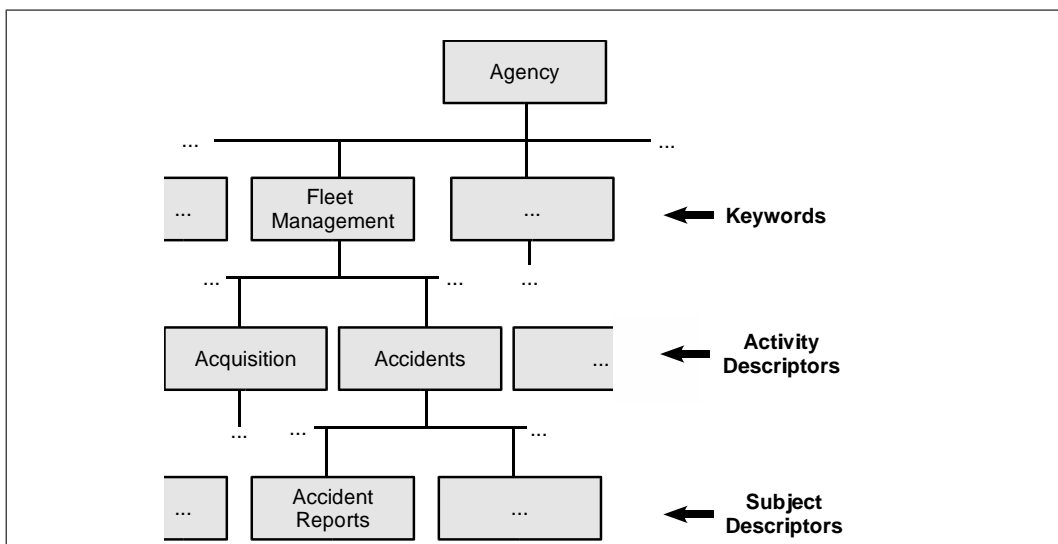 Agency
... ...
... Fleet
Management ... Keywords
... ... ...
Acquisition Accidents ... Activity
Descriptors
... ... ...
... Accident
Reports ... Subject
Descriptors